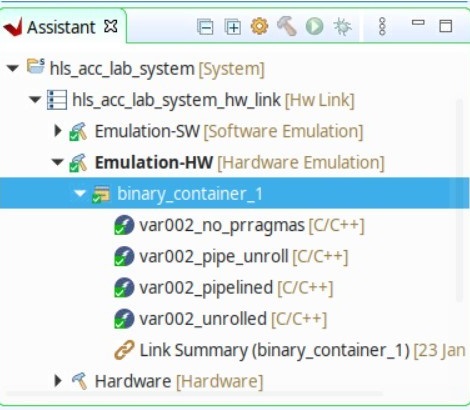 Assistant
hls_acc_lab_system [System]
hls_acc_lab_system_hw_link [Hw Link]
Emulation-SW [Software Emulation]
Emulation-HW [Hardware Emulation]
binary_container_1
var002_no_prragmas [C/C++]
var002_pipe_unroll [C/C++]
var002_pipelined [C/C++]
var002_unrolled [C/C++]
Link Summary (binary_container_1) [23 Jan
Hardware [Hardware]